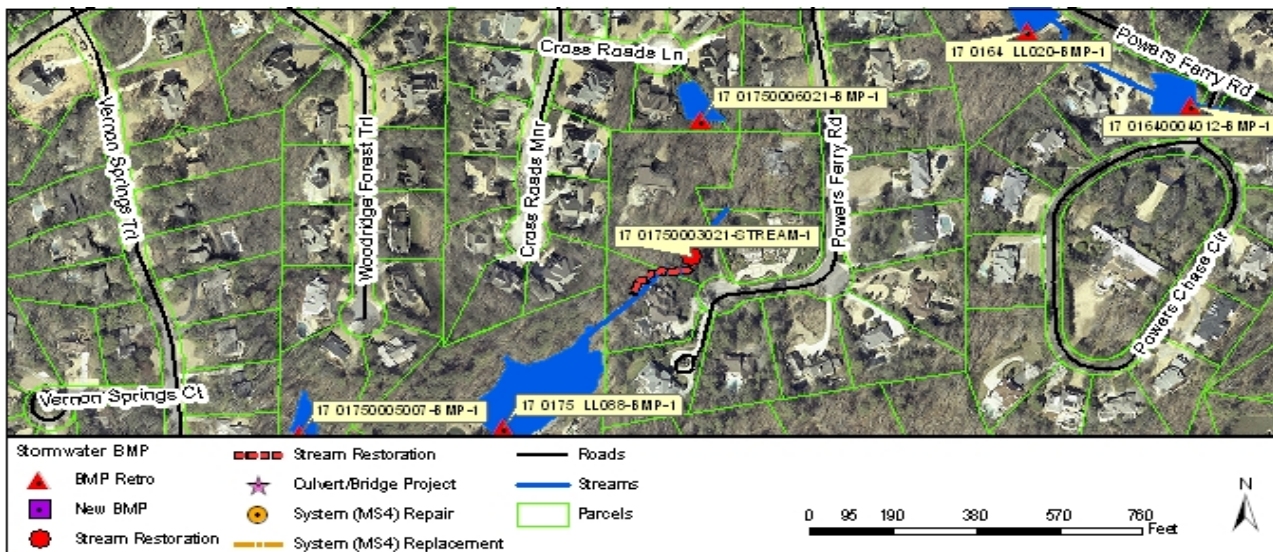 Cross Roads Ln
17 0164 LL020-BMP-1
Powers Ferry Rd
17 01750006021-BMP-1
17 01640004012-BMP-1
Vernon Springs Trl
Woodridge Forest Trl
Cross Roads Mnr
Powers Ferry Rd
17 01750003021-STREAM-1
Powers Chase Cir
Vernon Springs Ct
17 01750005007-BMP-1
17 0175 LL088-BMP-1
Stormwater BMP
BMP Retro
New BMP
Stream Restoration
Stream Restoration
Culvert/Bridge Project
System (MS4) Repair
System (MS4) Replacement
Roads
Streams
Parcels
0 95 190 380 570 760
Feet
N